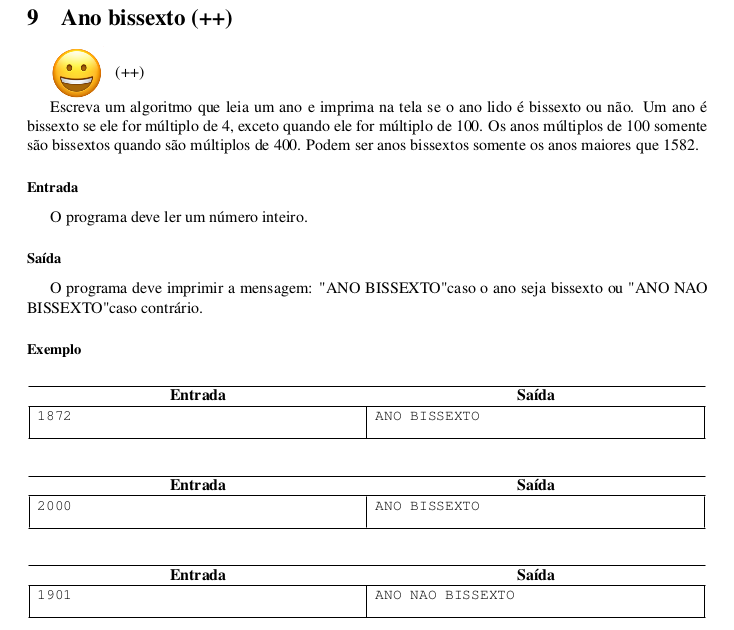 9 Ano bissexto (++)
(++)
Escreva um algoritmo que leia um ano e imprima na tela se o ano lido é bissexto ou não. Um ano é
bissexto se ele for múltiplo de 4, exceto quando ele for múltiplo de 100. Os anos múltiplos de 100 somente
são bissextos quando são múltiplos de 400. Podem ser anos bissextos somente os anos maiores que 1582.
Entrada
O programa deve ler um número inteiro.
Saída
O programa deve imprimir a mensagem: "ANO BISSEXTO"caso o ano seja bissexto ou "ANO NAO
BISSEXTO"caso contrário.
Exemplo
Entrada Saída
1872 ANO BISSEXTO
Entrada Saída
2000 ANO BISSEXTO
Entrada Saída
1901 ANO NAO BISSEXTO